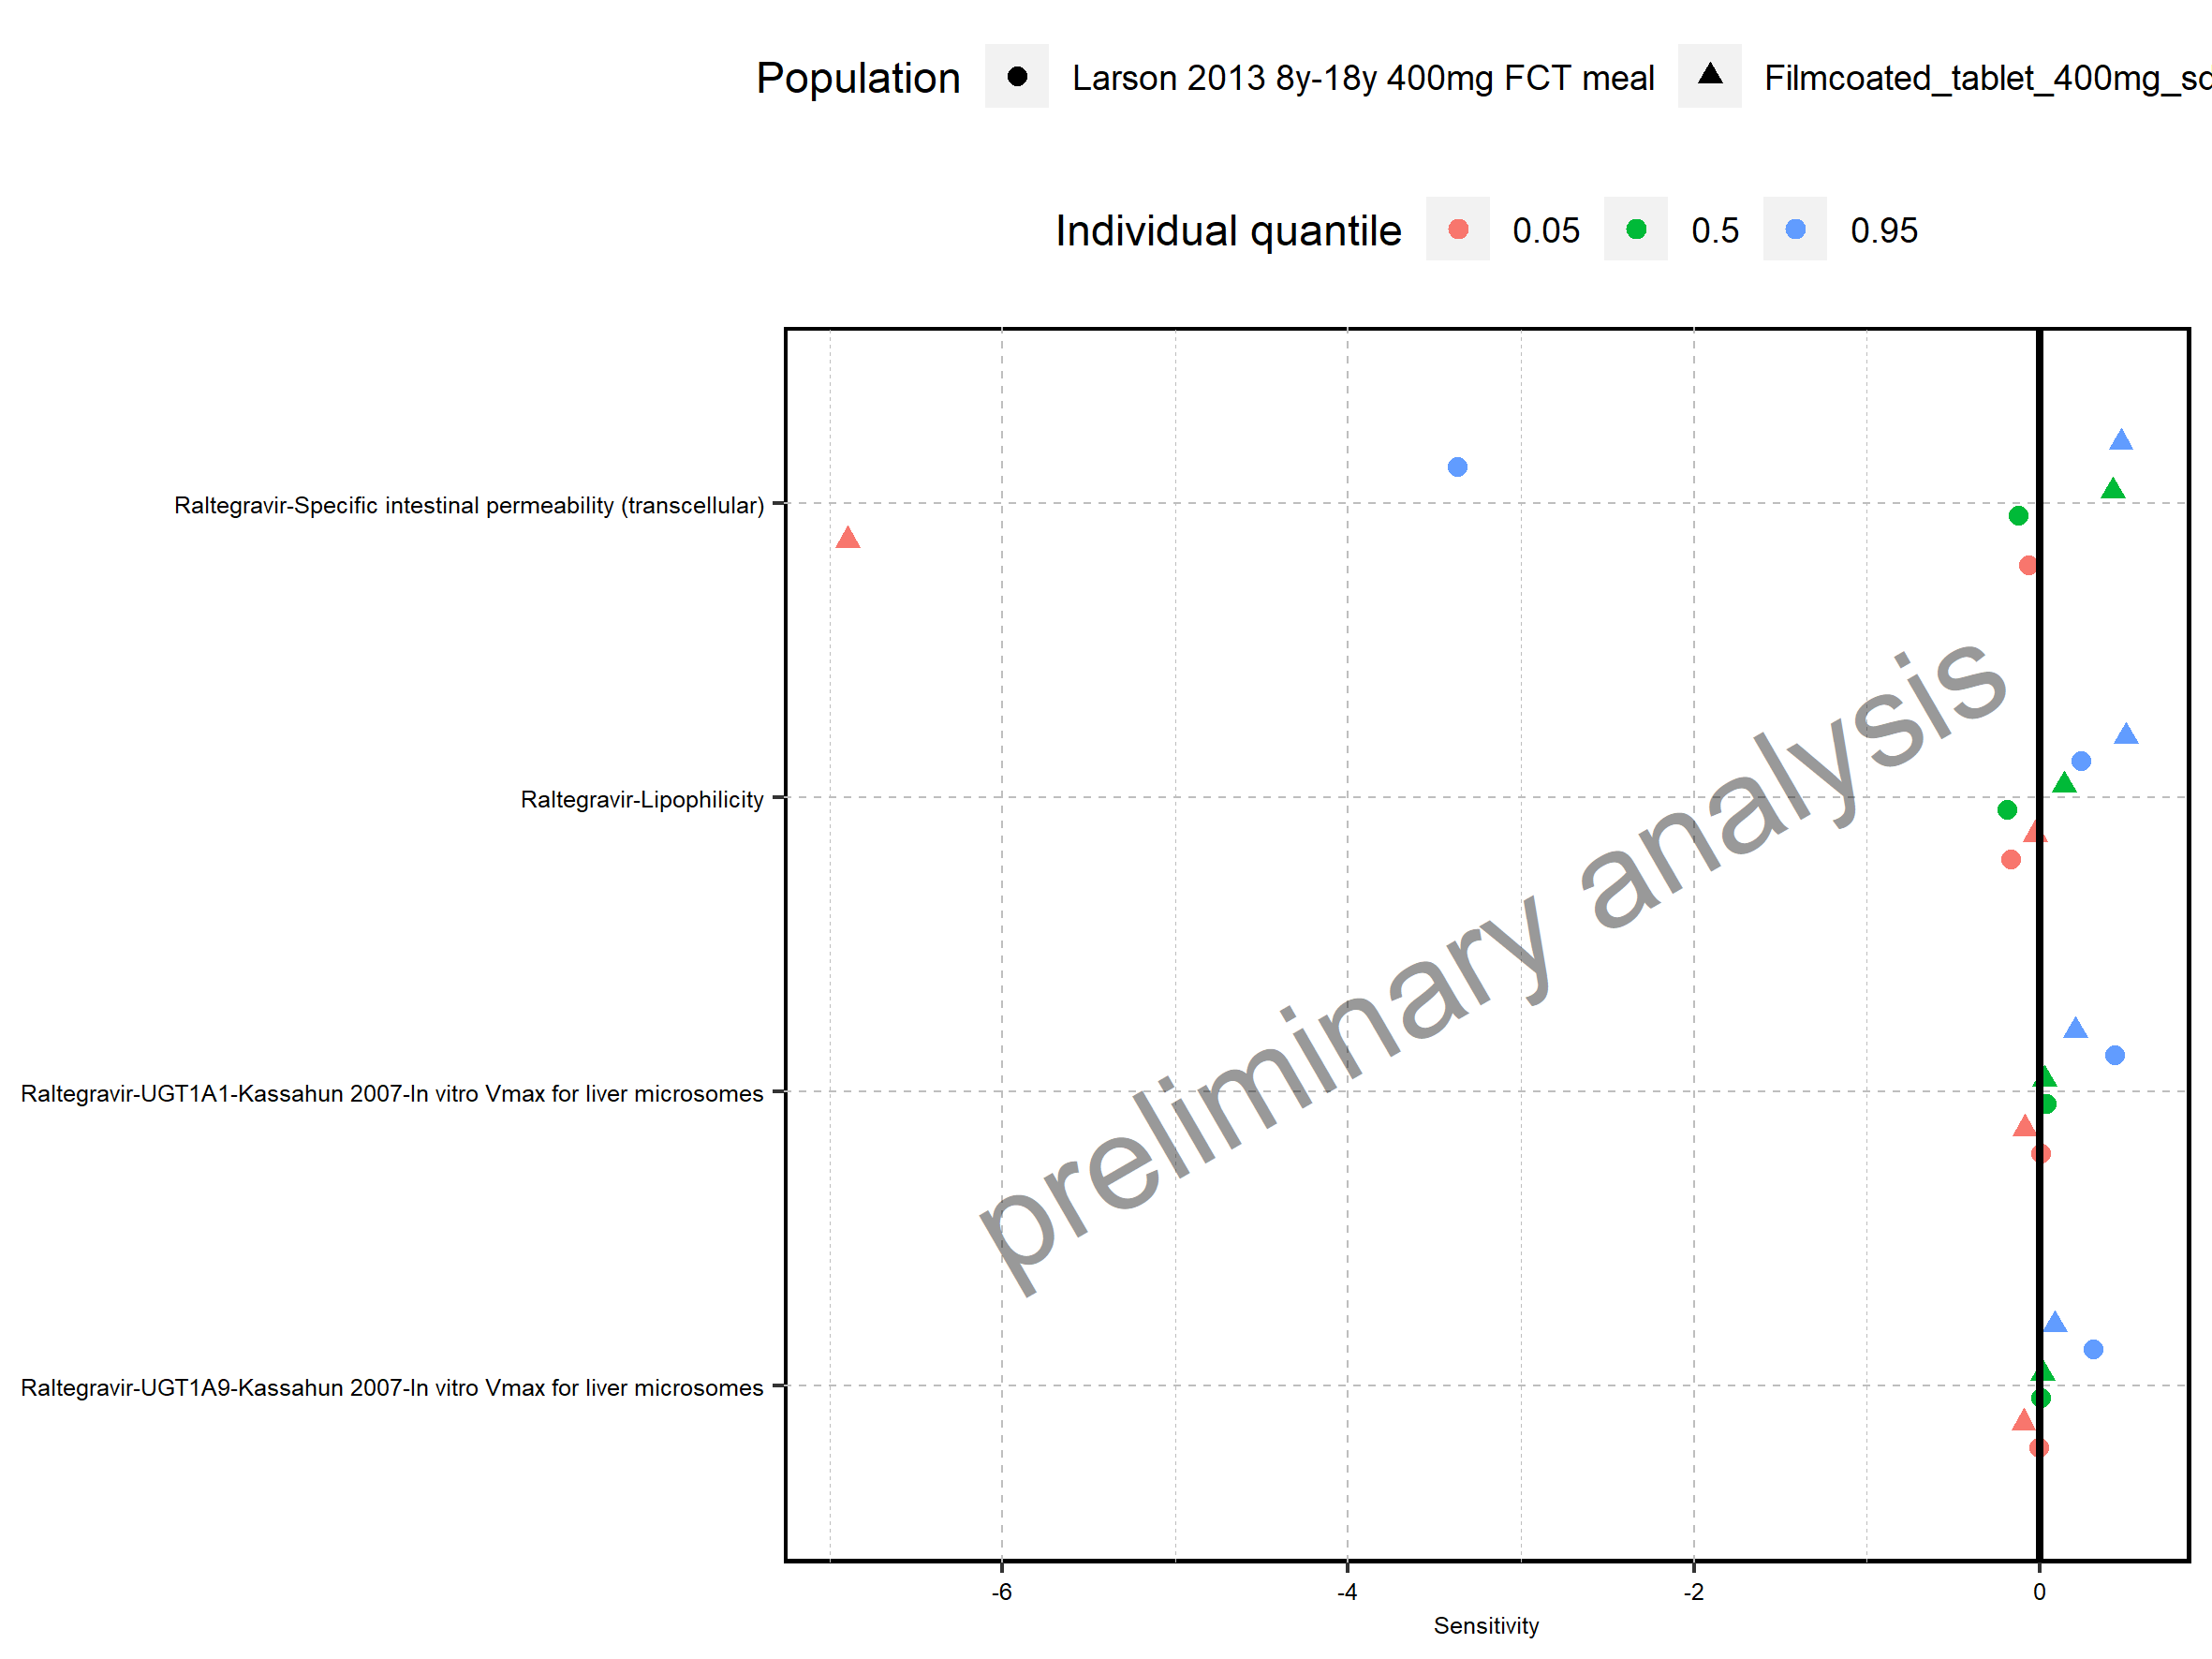 Population Larson 2013 8y-18y 400mg FCT meal Filmcoated_tablet_400mg_sd
Individual quantile 0.05 0.5 0.95
Raltegravir-Specific intestinal permeability (transcellular)
Raltegravir-Lipophilicity
Raltegravir-UGT1A1-Kassahun 2007-In vitro Vmax for liver microsomes
Raltegravir-UGT1A9-Kassahun 2007-In vitro Vmax for liver microsomes
preliminary analysis
-6 -4 -2 0
Sensitivity